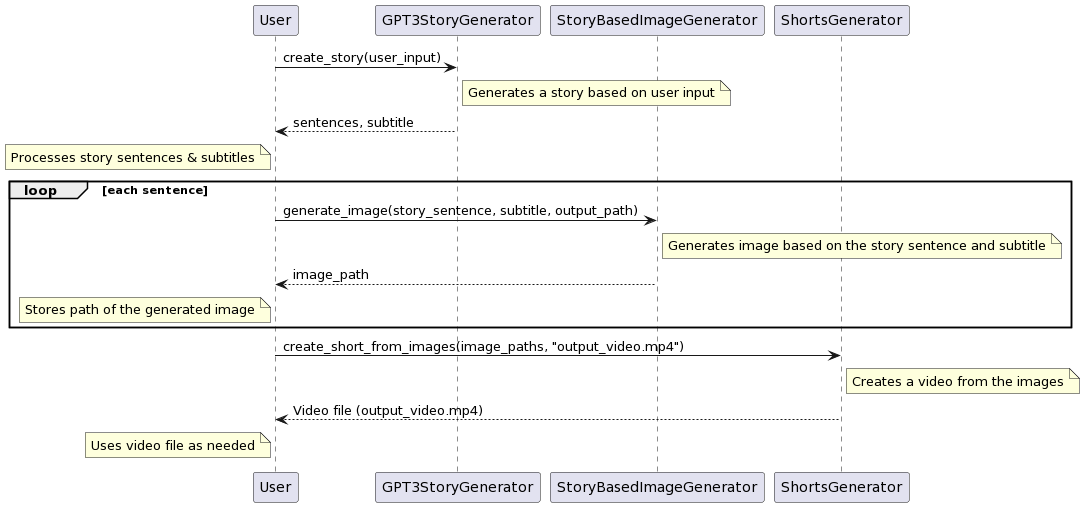 User GPT3StoryGenerator StoryBasedImageGenerator ShortsGenerator
create_story(user_input)
Generates a story based on user input
sentences, subtitle
Processes story sentences & subtitles
loop [each sentence]
generate_image(story_sentence, subtitle, output_path)
Generates image based on the story sentence and subtitle
image_path
Stores path of the generated image
create_short_from_images(image_paths, "output_video.mp4")
Creates a video from the images
Video file (output_video.mp4)
Uses video file as needed
User GPT3StoryGenerator StoryBasedImageGenerator ShortsGenerator